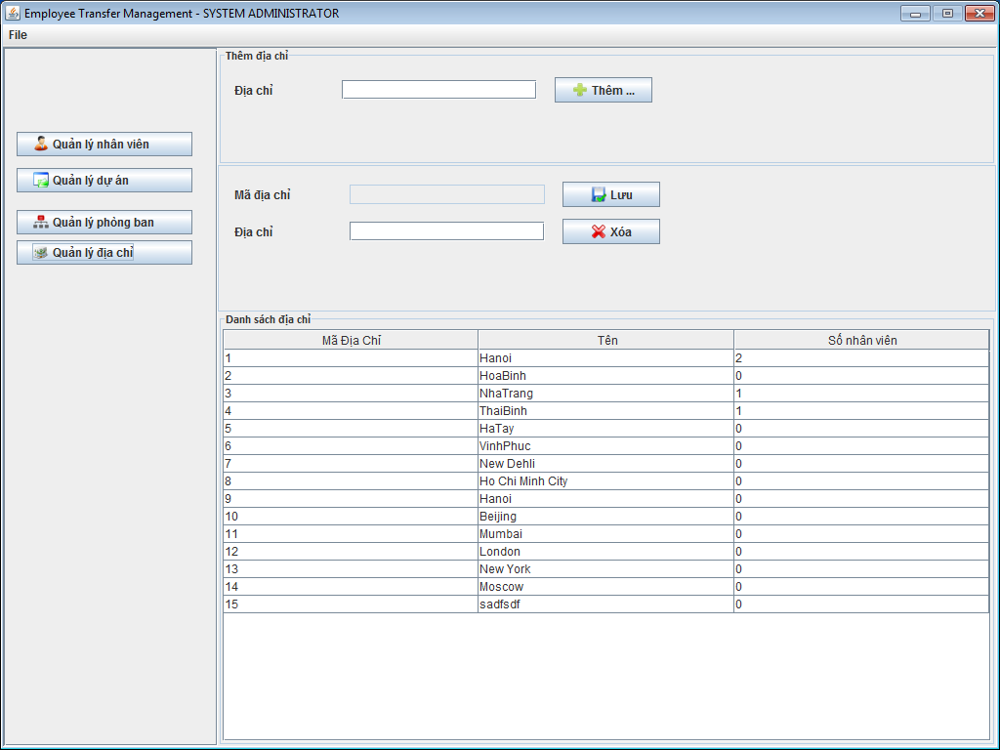 Employee Transfer Management - SYSTEM ADMINISTRATOR
File
Quản lý nhân viên
Quản lý dự án
Quản lý phòng ban
Quản lý địa chỉ
Thêm địa chỉ
Địa chỉ Thêm ...
Mã địa chỉ Lưu
Địa chỉ Xóa
Danh sách địa chỉ
Mã Địa Chỉ Tên Số nhân viên
1 Hanoi 2
2 HoaBinh 0
3 NhaTrang 1
4 ThaiBinh 1
5 HaTay 0
6 VinhPhuc 0
7 New Dehli 0
8 Ho Chi Minh City 0
9 Hanoi 0
10 Beijing 0
11 Mumbai 0
12 London 0
13 New York 0
14 Moscow 0
15 sadfsdf 0